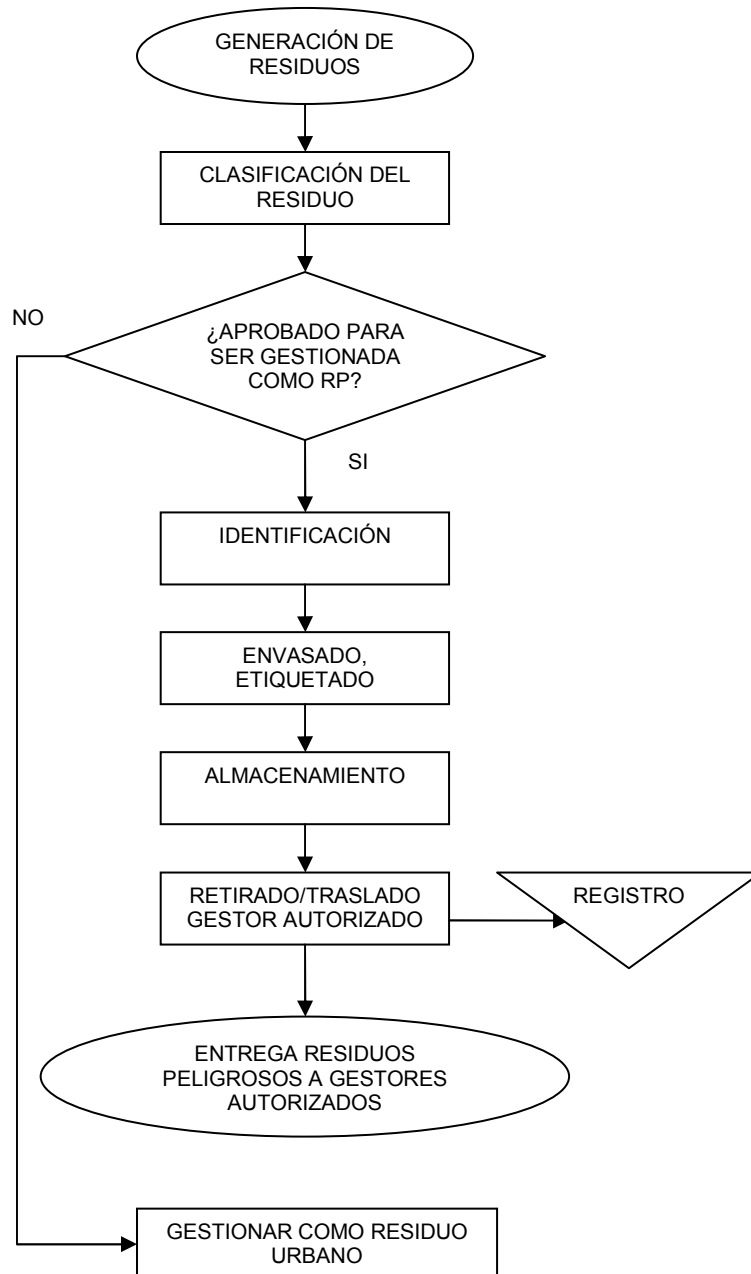 GENERACIÓN DE
RESIDUOS
CLASIFICACIÓN DEL
RESIDUO
NO
¿APROBADO PARA
SER GESTIONADA
COMO RP?
SI
IDENTIFICACIÓN
ENVASADO,
ETIQUETADO
ALMACENAMIENTO
RETIRADO/TRASLADO
GESTOR AUTORIZADO
REGISTRO
ENTREGA RESIDUOS
PELIGROSOS A GESTORES
AUTORIZADOS
GESTIONAR COMO RESIDUO
URBANO